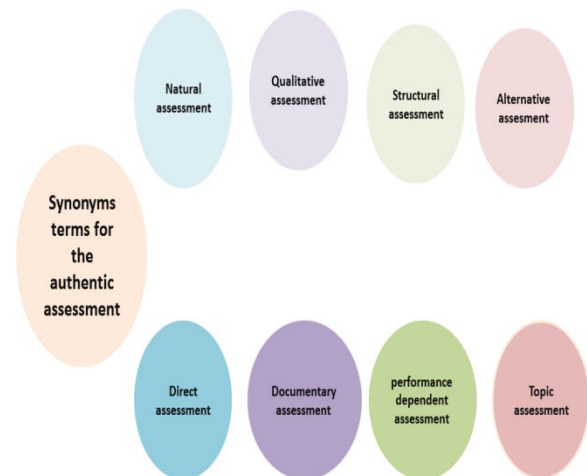 Natural
assessment
Qualitative
assessment
Structural
assessment
Alternative
assesment
Synonyms
terms for
the
authentic
assessment
Direct
assessment
Documentary
assessment
performance
dependent
assessment
Topic
assessment